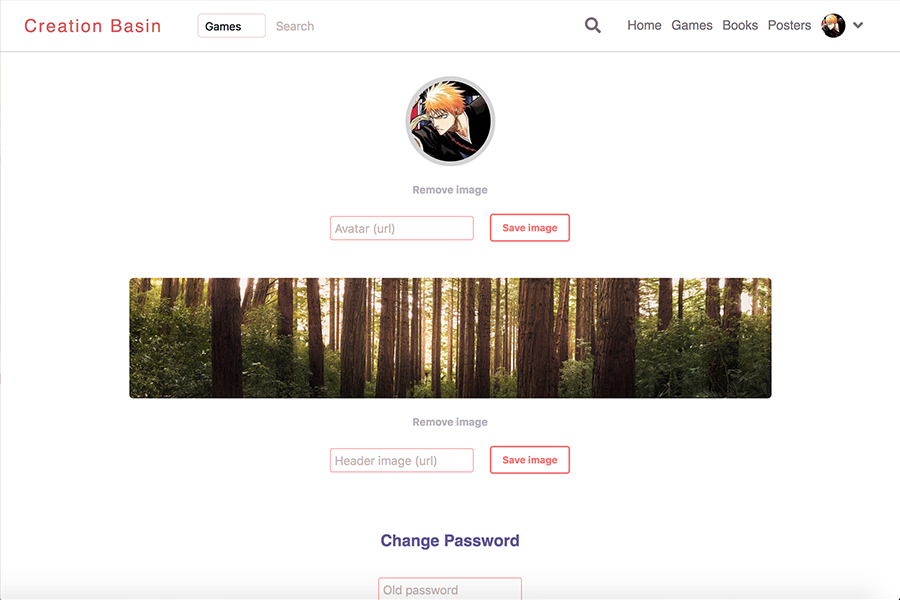 Creation Basin Games Search Home Games Books Posters
Remove image
Avatar (url) Save image
Remove image
Header image (url) Save image
Change Password
Old password